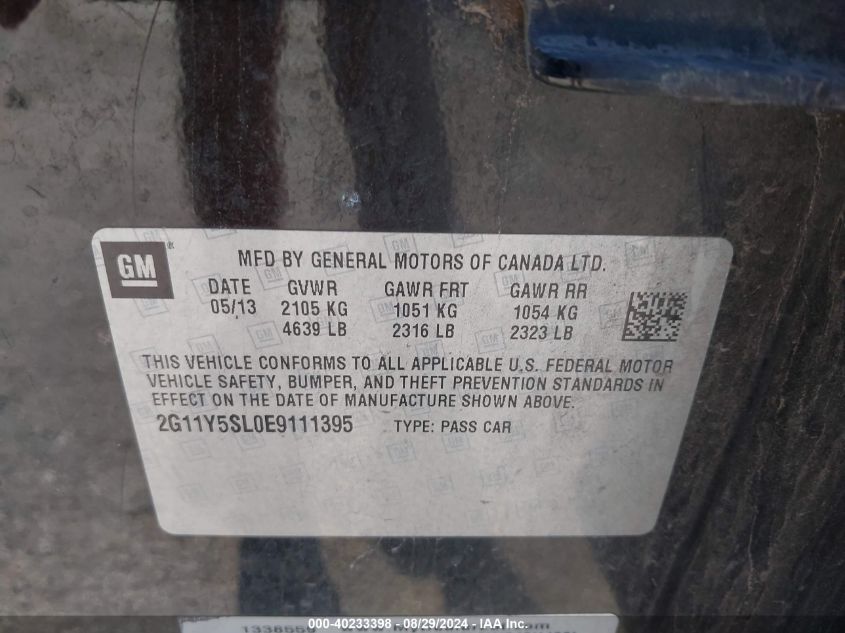 GM
MFD BY GENERAL MOTORS OF CANADA LTD.
DATE GVWR GAWR FRT GAWR RR
05/13 2105 KG 1051 KG 1054 KG
4639 LB 2316 LB 2323 LB
THIS VEHICLE CONFORMS TO ALL APPLICABLE U.S. FEDERAL MOTOR
VEHICLE SAFETY, BUMPER, AND THEFT PREVENTION STANDARDS IN
EFFECT ON THE DATE OF MANUFACTURE SHOWN ABOVE.
2G11Y5SL0E9111395 TYPE: PASS CAR
000-40233398 - 08/29/2024 - IAA Inc.